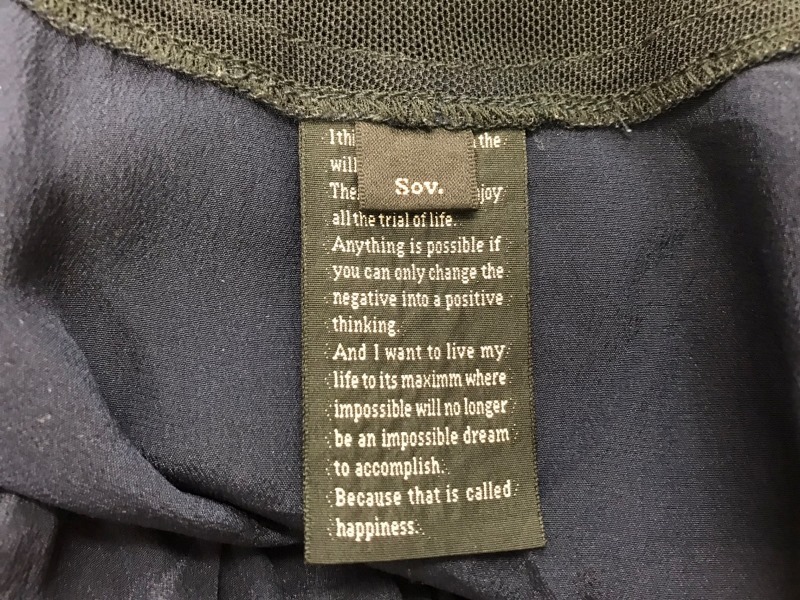 the
Sov.
all the trial of life.
Anything is possible if
you can only change the
negative into a positive
thinking.
And I want to live my
life to its maximm where
impossible will no longer
be an impossible dream
to accomplish.
Because that is called
happiness.